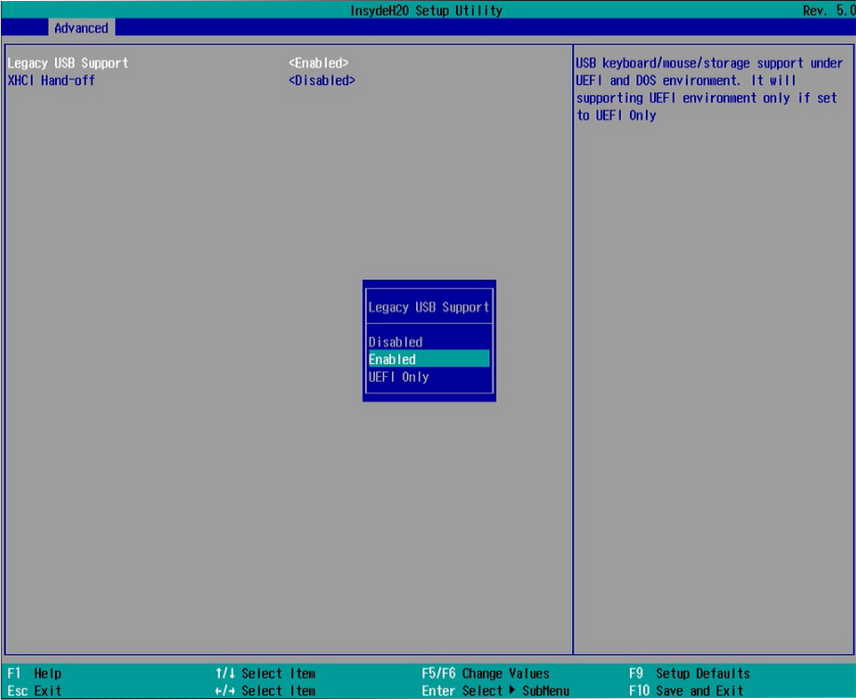 InsydeH20 Setup Utility Rev. 5.0
Advanced
Legacy USB Support <Enabled>
XHCI Hand-off <Disabled>
USB keyboard/mouse/storage support under
UEFI and DOS environment. It will
supporting UEFI environment only if set
to UEFI Only
Legacy USB Support
Disabled
Enabled
UEFI Only
F1 Help ↑/↓ Select Item F5/F6 Change Values F9 Setup Defaults
Esc Exit ←/→ Select Item Enter Select ▶ SubMenu F10 Save and Exit